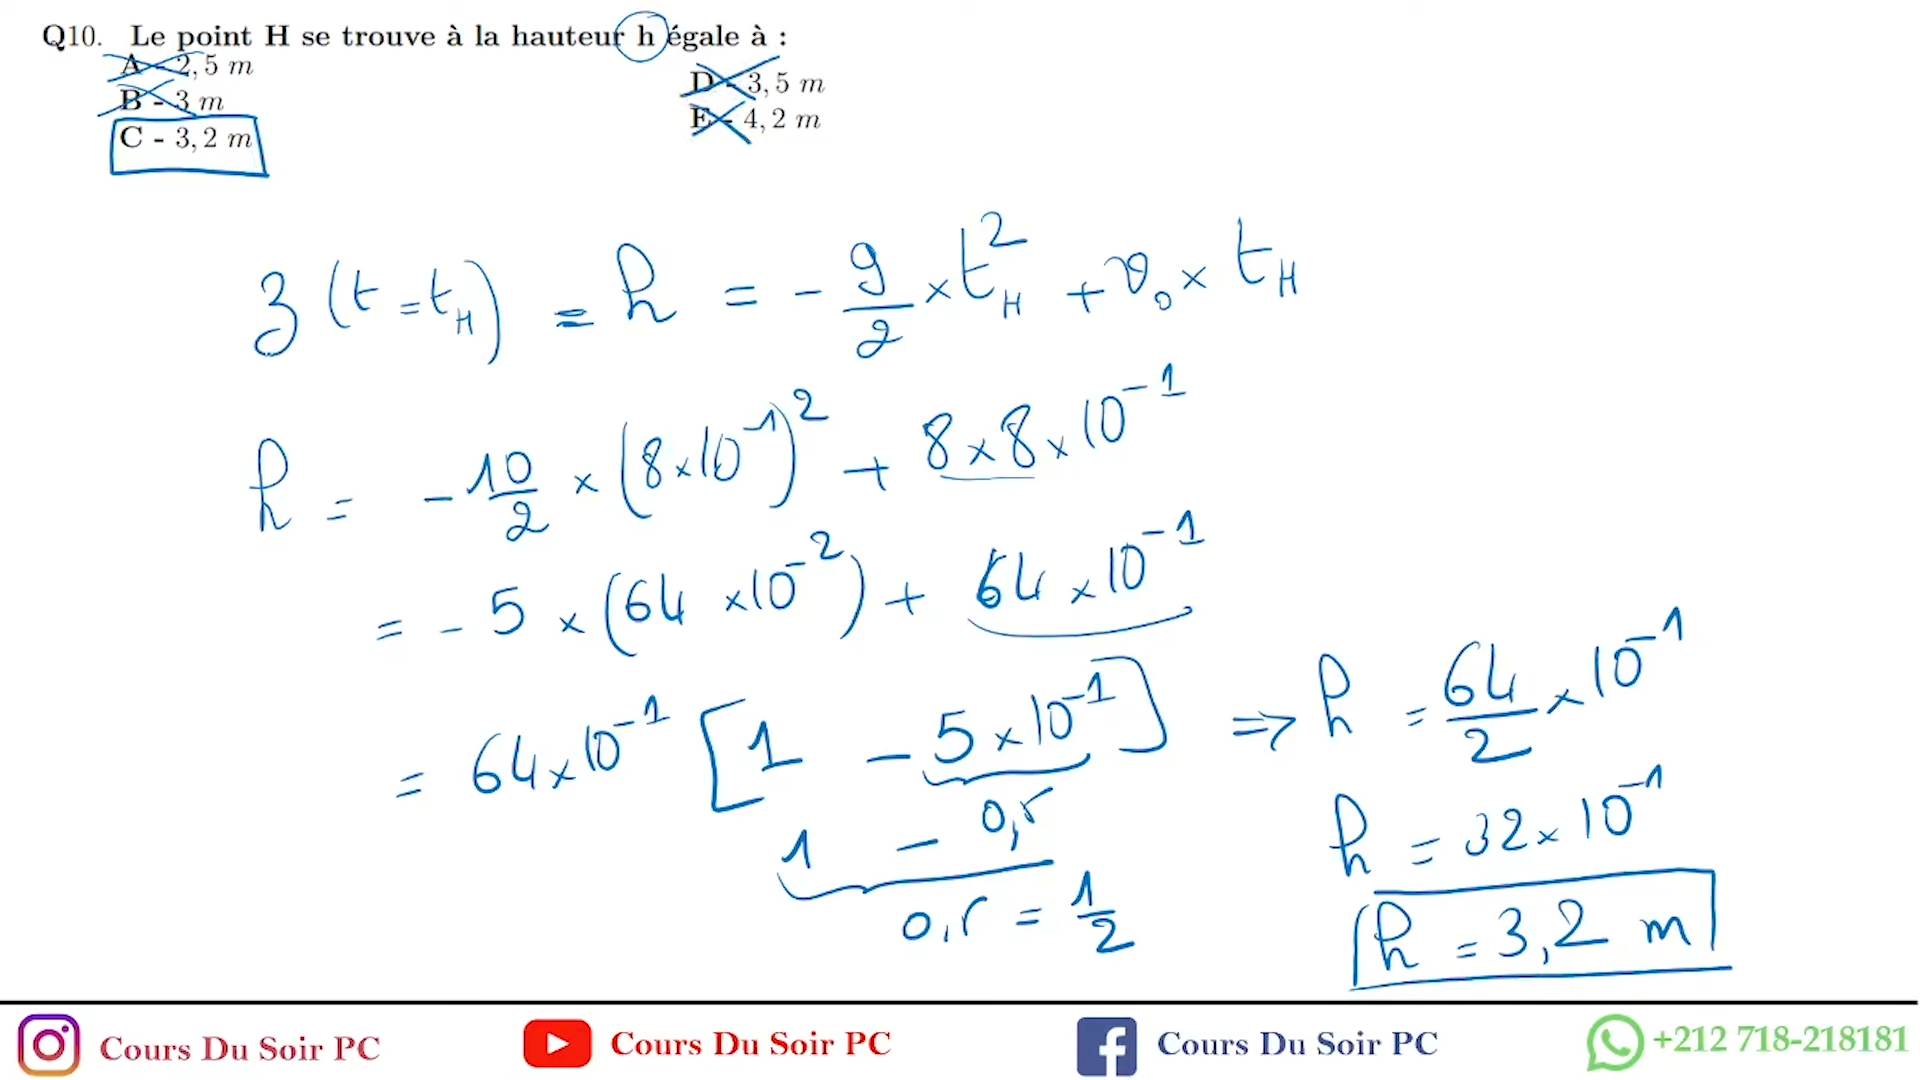 Q10. Le point H se trouve à la hauteur h égale à :
A - 2, 5 m
B - 3 m
C - 3, 2 m
D - 3, 5 m
E - 4, 2 m
z (t = t_H) = h = - g/2 × t_H² + v₀ × t_H
h = - 10/2 × (8×10⁻¹)² + 8×8×10⁻¹
= - 5 × (64 ×10⁻²) + 64×10⁻¹
= 64×10⁻¹ [1 - 5×10⁻¹] => h = 64/2 × 10⁻¹
1 - 0,5
0,5 = 1/2
h = 32×10⁻¹
h = 3,2 m
Cours Du Soir PC
Cours Du Soir PC
Cours Du Soir PC
+212 718-218181